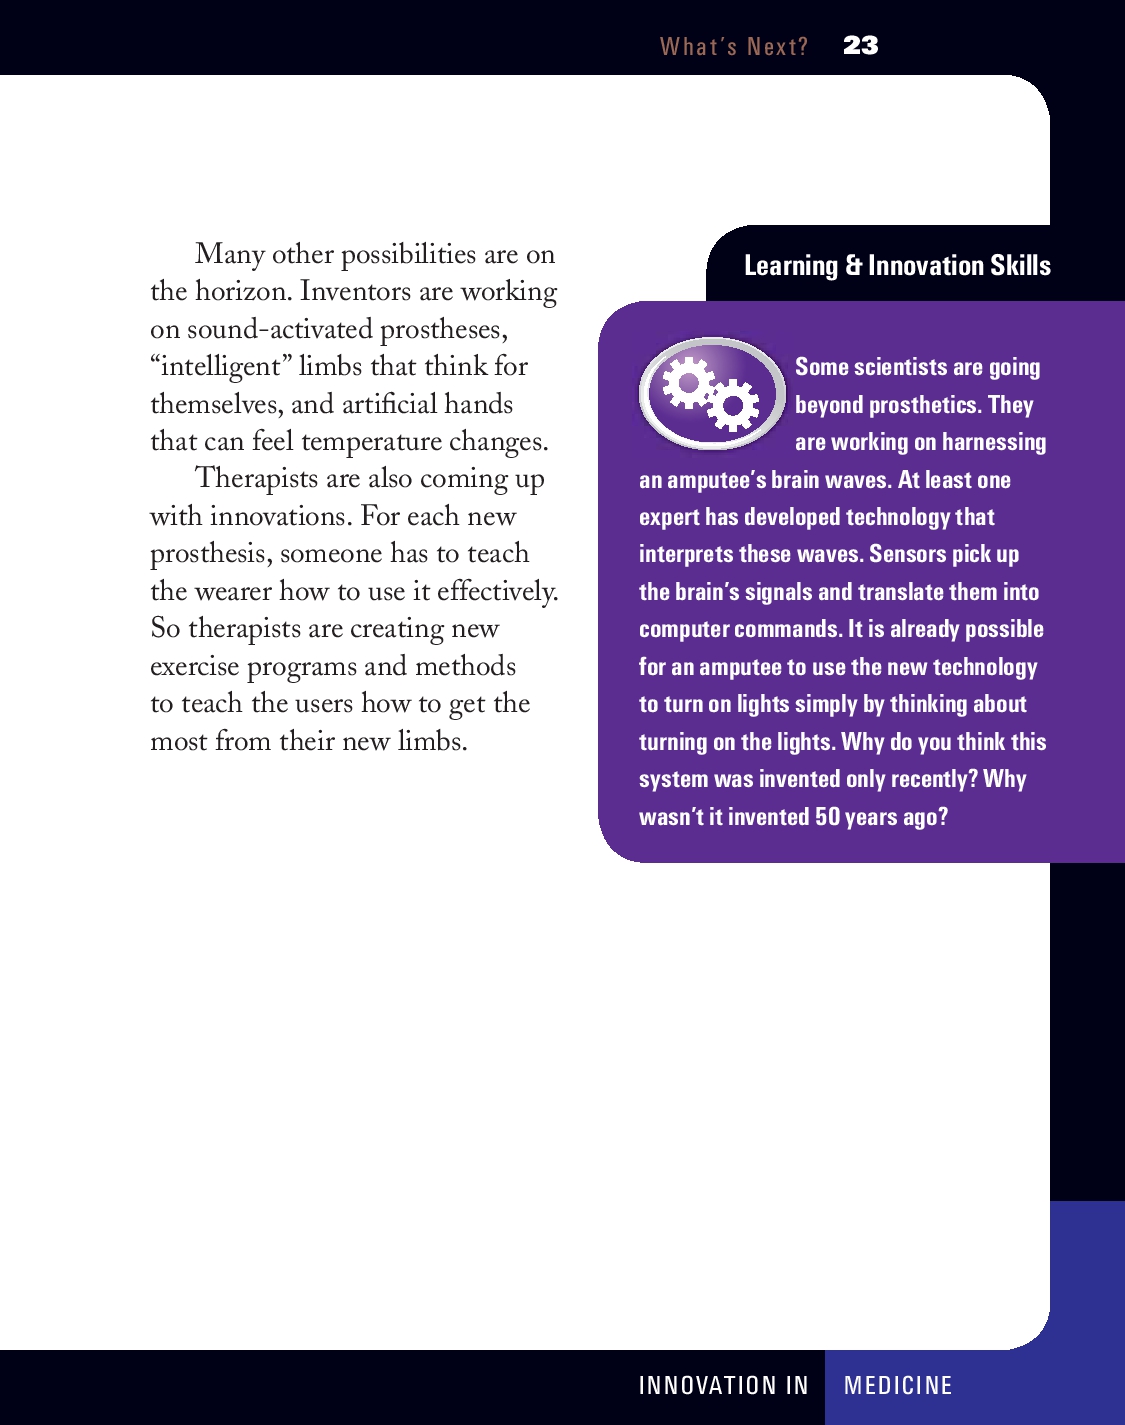 What's Next? 23
Many other possibilities are on
the horizon. Inventors are working
on sound-activated prostheses,
“intelligent” limbs that think for
themselves, and artificial hands
that can feel temperature changes.
Therapists are also coming up
with innovations. For each new
prosthesis, someone has to teach
the wearer how to use it effectively.
So therapists are creating new
exercise programs and methods
to teach the users how to get the
most from their new limbs.
Learning & Innovation Skills
Some scientists are going
beyond prosthetics. They
are working on harnessing
an amputee’s brain waves. At least one
expert has developed technology that
interprets these waves. Sensors pick up
the brain’s signals and translate them into
computer commands. It is already possible
for an amputee to use the new technology
to turn on lights simply by thinking about
turning on the lights. Why do you think this
system was invented only recently? Why
wasn’t it invented 50 years ago?
INNOVATION IN MEDICINE